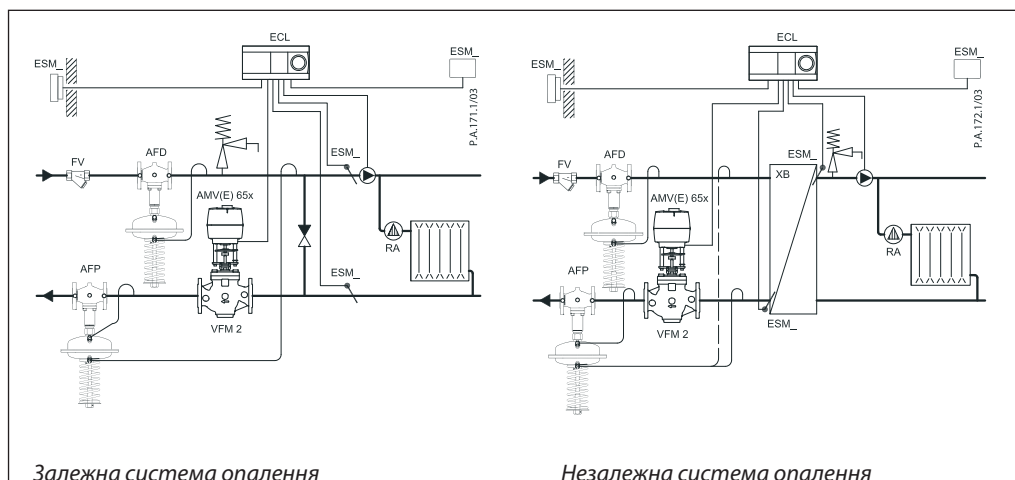 ECL
ESM_
ESM_
P.A.171.1/03
ESM_
FV
AFD
AMV(E) 65x
RA
AFP
ESM_
VFM 2
Залежна система опалення
ECL
ESM_
ESM_
P.A.172.1/03
ESM_
FV
AFD
XB
AMV(E) 65x
RA
AFP
ESM_
VFM 2
Незалежна система опалення